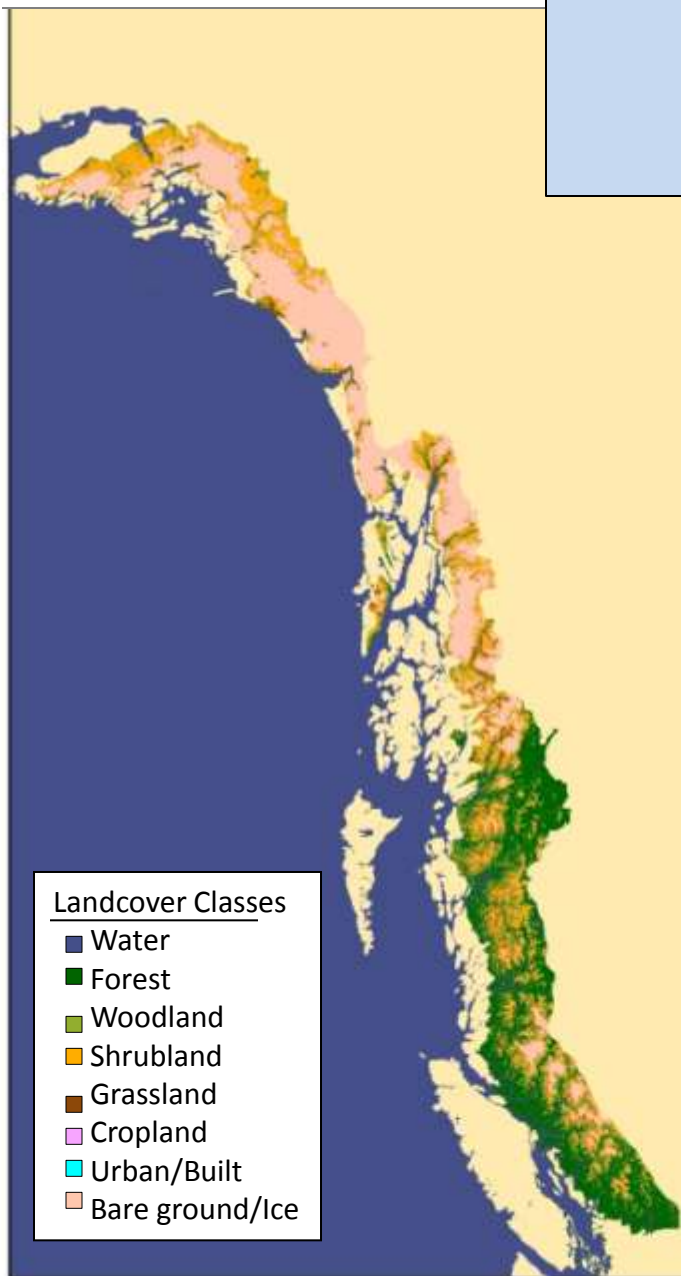 Landcover Classes
Water
Forest
Woodland
Shrubland
Grassland
Cropland
Urban/Built
Bare ground/Ice